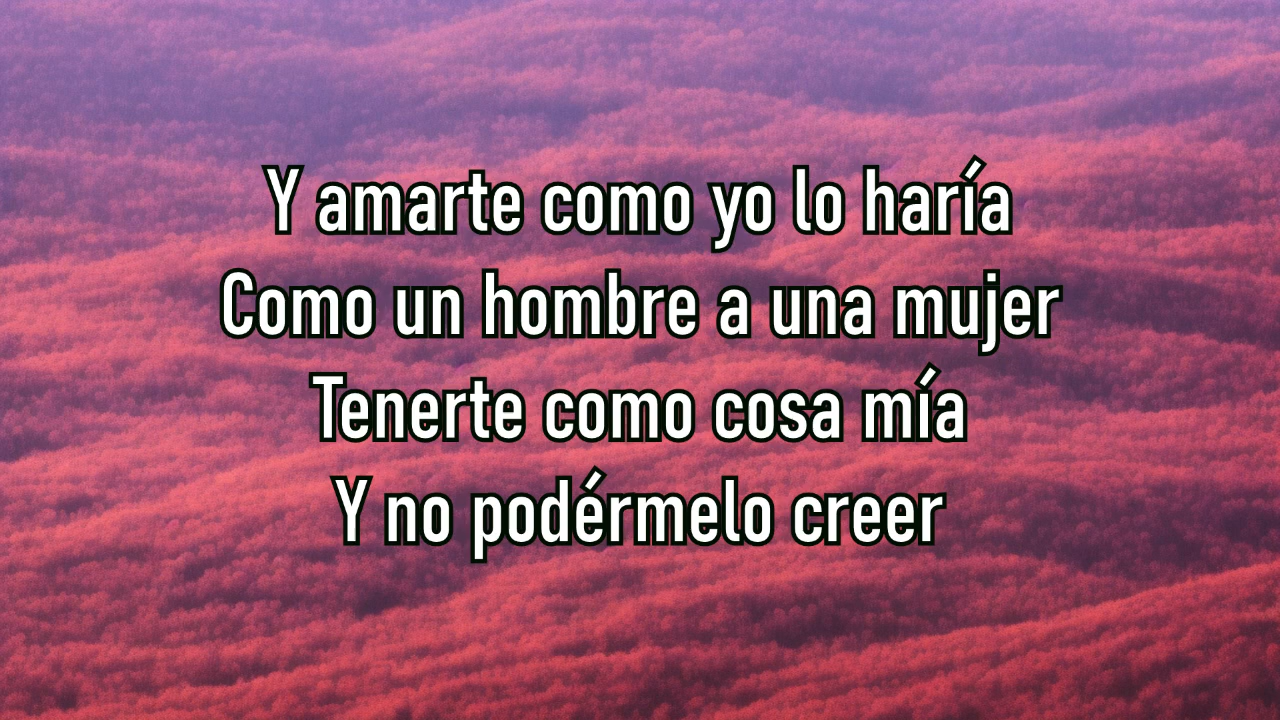 Y amarte como yo lo haría
Como un hombre a una mujer
Tenerte como cosa mía
Y no podérmelo creer